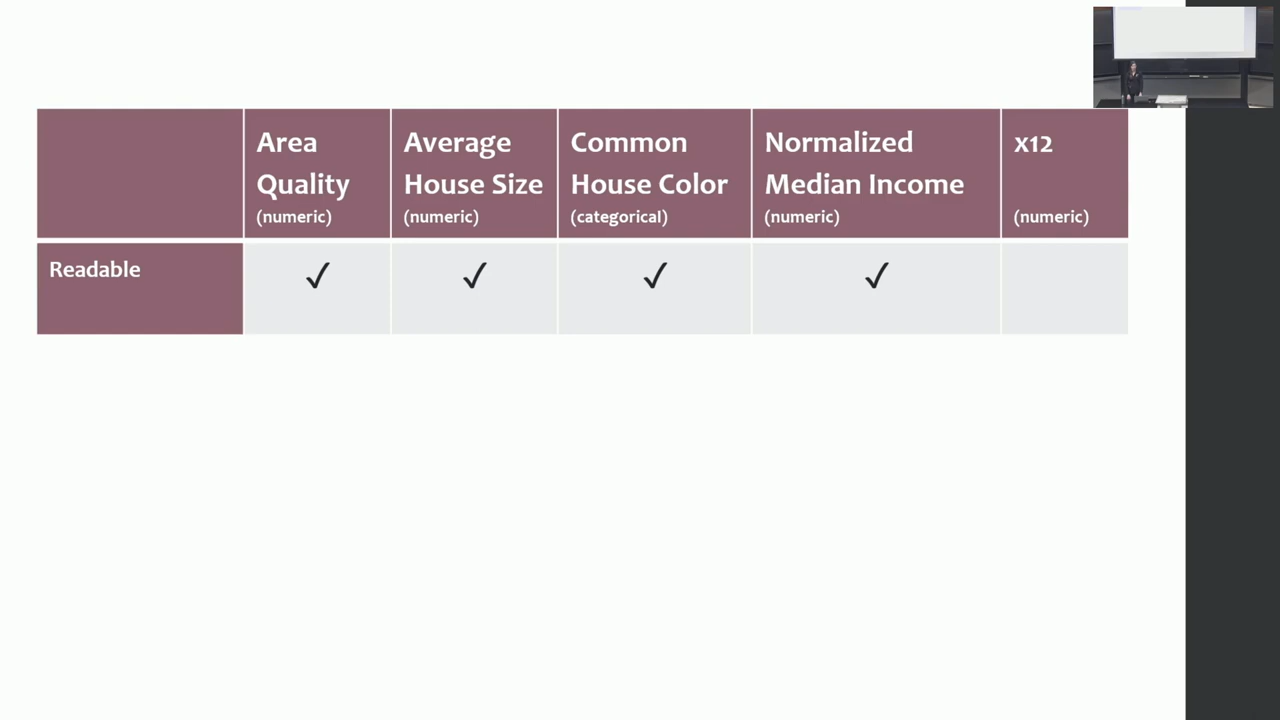 Area
Quality
(numeric)
Average
House Size
(numeric)
Common
House Color
(categorical)
Normalized
Median Income
(numeric)
x12
(numeric)
Readable
✓ ✓ ✓ ✓